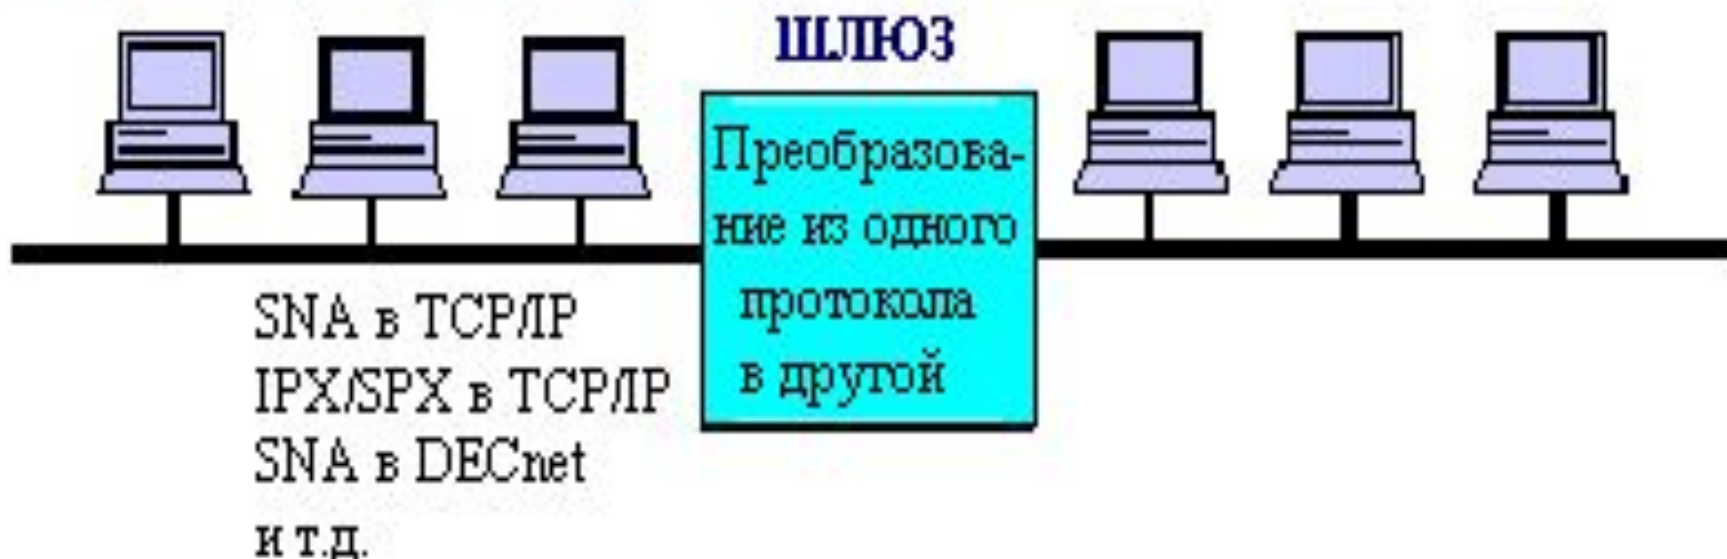 ШЛЮЗ
Преобразова-
ние из одного
протокола
в другой
SNA в TCP/IP
IPX/SPX в TCP/IP
SNA в DECnet
и т.д.